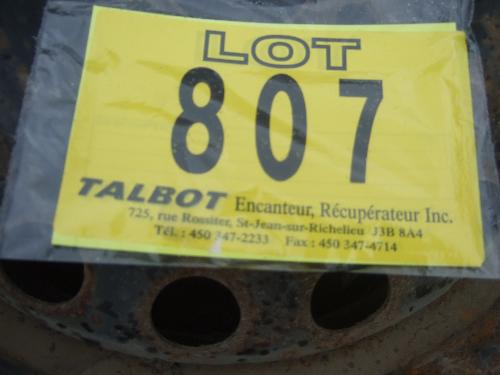 LOT
807
TALBOT Encanteur, Récupérateur Inc.
725, rue Rossiter, St-Jean-sur-Richelieu J3B 8A4
Tél. : 450 347-2233 Fax : 450 347-4714